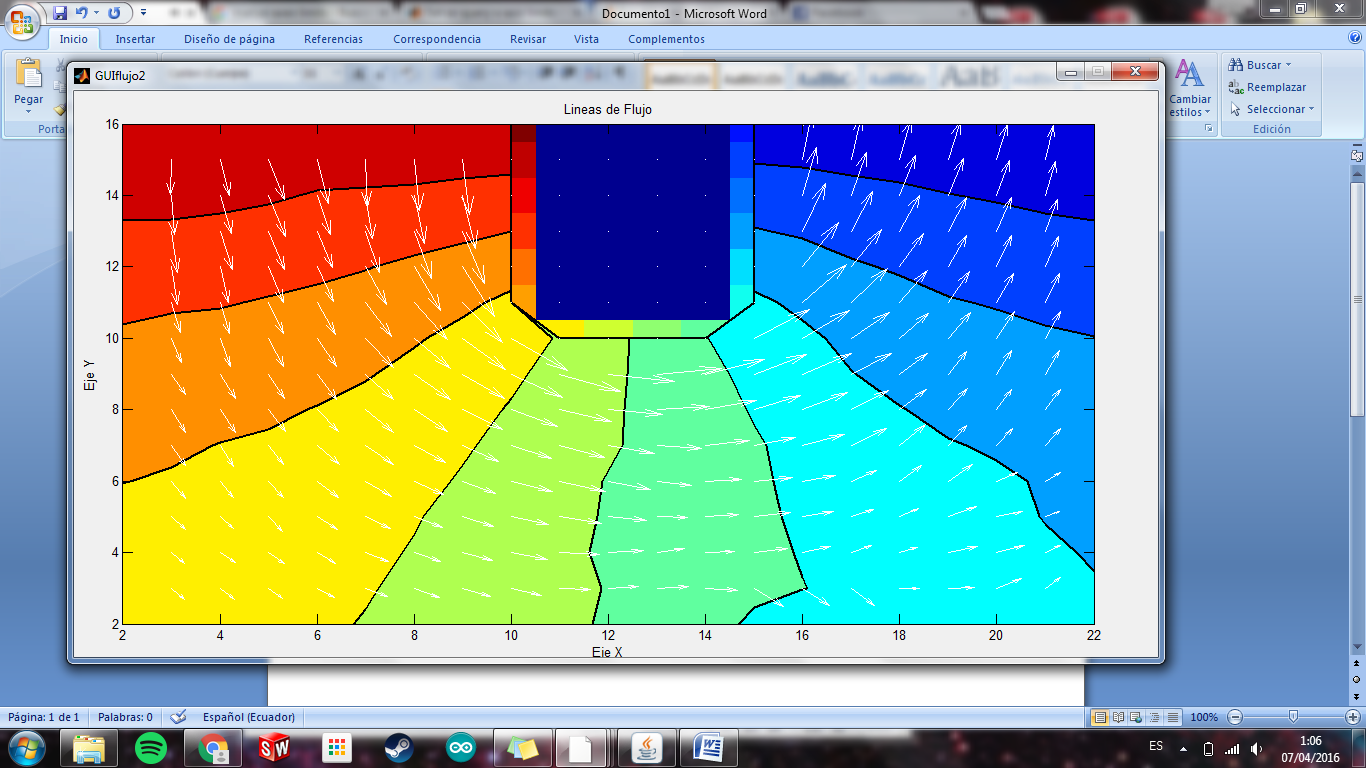 Documento1 - Microsoft Word
Inicio Insertar Diseño de página Referencias Correspondencia Revisar Vista Complementos
Pegar
Porta
GUIflujo2
Cambiar
estilos
Buscar
Reemplazar
Seleccionar
Edición
Lineas de Flujo
16
14
12
10
8
6
4
2
Eje Y
2 4 6 8 10 12 14 16 18 20 22
Eje X
Página: 1 de 1 Palabras: 0 Español (Ecuador) 100%
SW
W
ES 1:06
07/04/2016